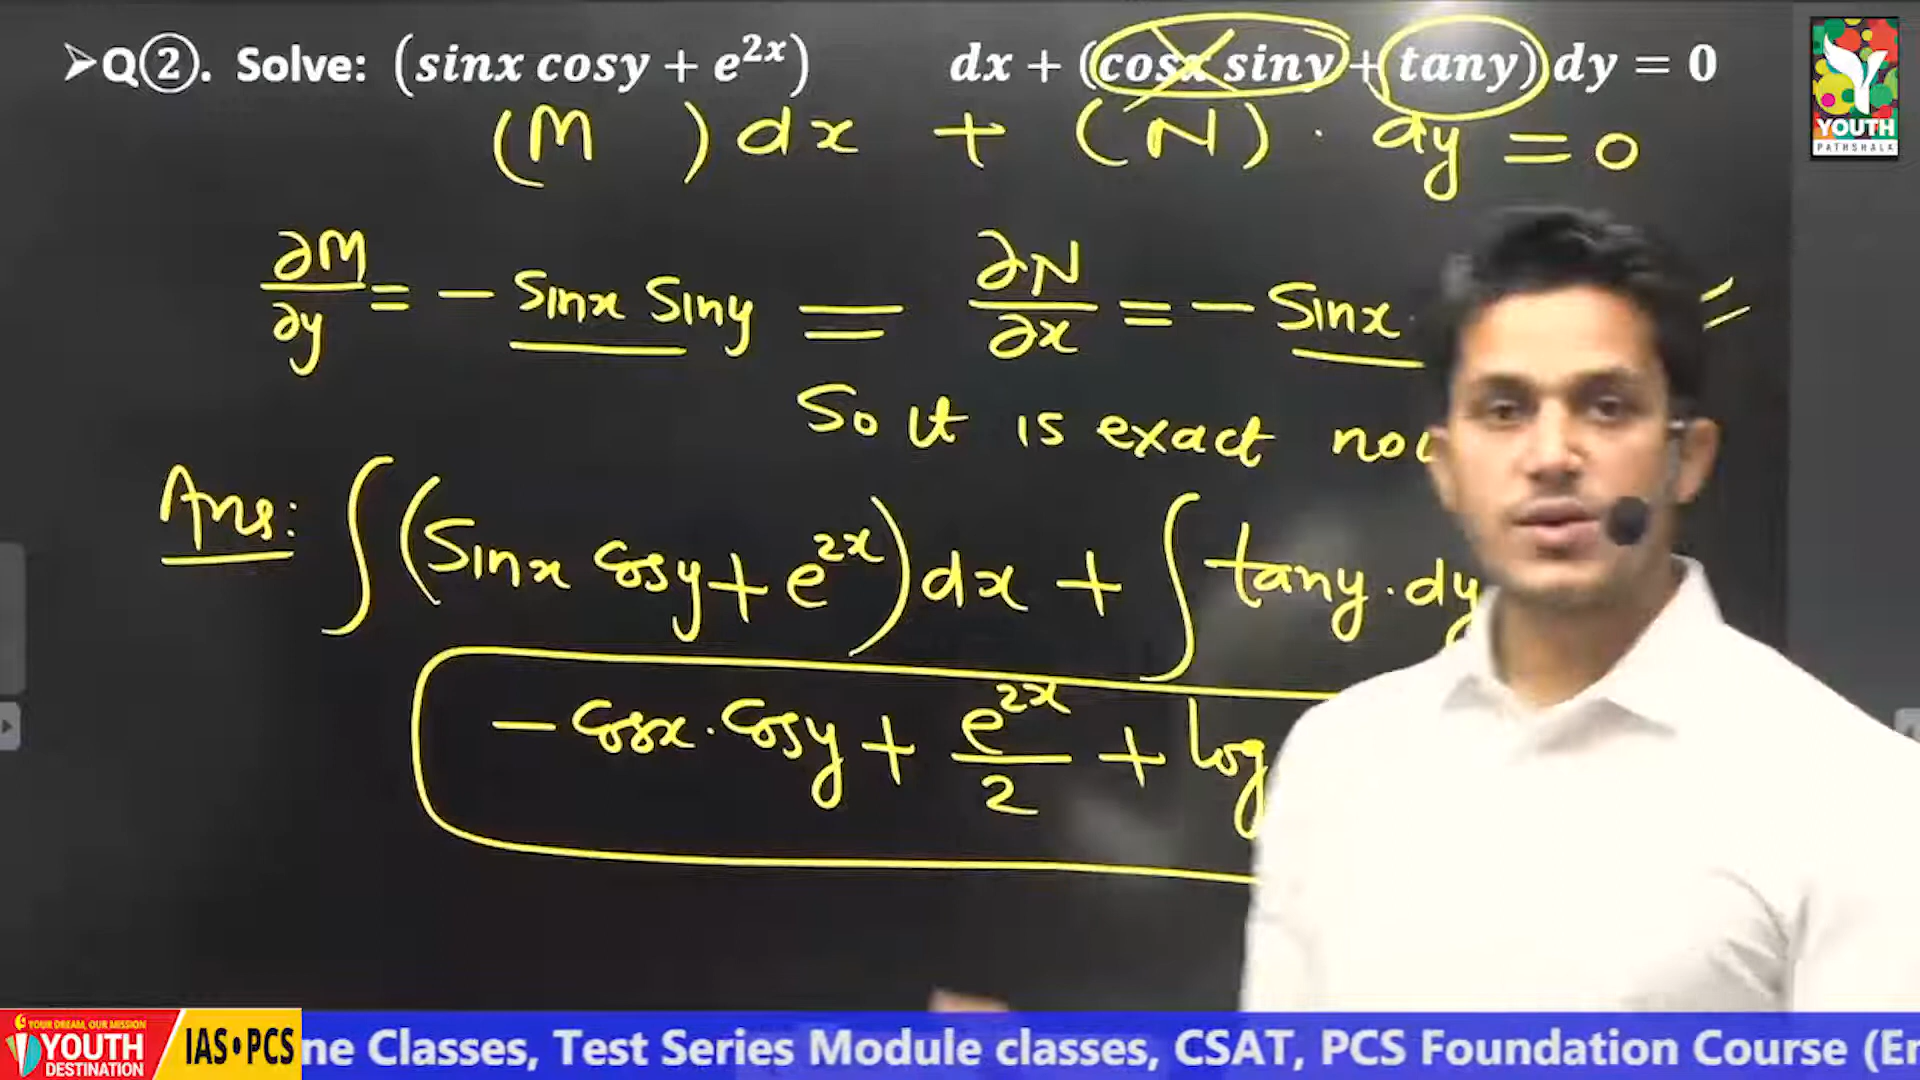 ➤Q②. Solve: (sinx cosy + e^{2x}) dx + (cosx siny + tany) dy = 0
YOUTH
PATHSHALA
(M ) dx + (N) · dy = 0
∂M/∂y = - Sinx Siny = ∂N/∂x = - Sinx =
So it is exact
Ans: ∫(Sinx Cosy + e^{2x}) dx + ∫ tany · dy
- Cosx · Cosy + e^{2x}/2 + log
YOUR DREAM, OUR MISSION
YOUTH
DESTINATION
IAS•PCS
ne Classes, Test Series Module classes, CSAT, PCS Foundation Course (